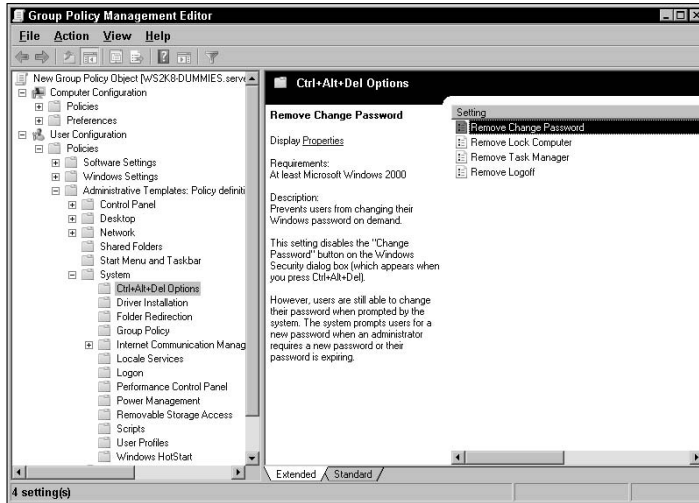 Group Policy Management Editor
File Action View Help
New Group Policy Object [WS2K8-DUMMIES.serve
Computer Configuration
Policies
Preferences
User Configuration
Policies
Software Settings
Windows Settings
Administrative Templates: Policy definiti
Control Panel
Desktop
Network
Shared Folders
Start Menu and Taskbar
System
Ctrl+Alt+Del Options
Driver Installation
Folder Redirection
Group Policy
Internet Communication Manag
Locale Services
Logon
Performance Control Panel
Power Management
Removable Storage Access
Scripts
User Profiles
Windows HotStart
Ctrl+Alt+Del Options
Remove Change Password
Display Properties
Requirements:
At least Microsoft Windows 2000
Description:
Prevents users from changing their
Windows password on demand.
This setting disables the "Change
Password" button on the Windows
Security dialog box (which appears when
you press Ctrl+Alt+Del).
However, users are still able to change
their password when prompted by the
system. The system prompts users for a
new password when an administrator
requires a new password or their
password is expiring.
Setting
Remove Change Password
Remove Lock Computer
Remove Task Manager
Remove Logoff
Extended Standard
4 setting(s)